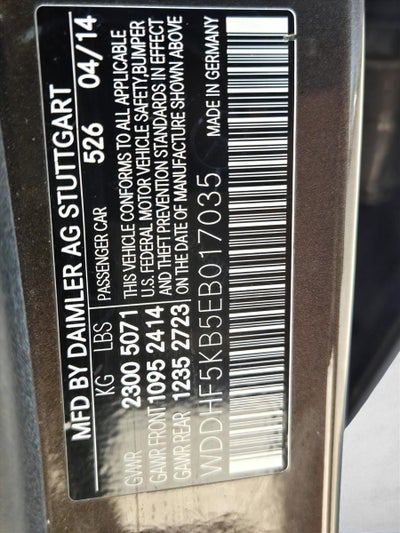 MFD BY DAIMLER AG STUTTGART
PASSENGER CAR 526 04/14
KG LBS
GVWR 2300 5071
GAWR FRONT 1095 2414
GAWR REAR 1235 2723
THIS VEHICLE CONFORMS TO ALL APPLICABLE
U.S. FEDERAL MOTOR VEHICLE SAFETY, BUMPER
AND THEFT PREVENTION STANDARDS IN EFFECT
ON THE DATE OF MANUFACTURE SHOWN ABOVE
WDDHF5KB5EB017035
MADE IN GERMANY